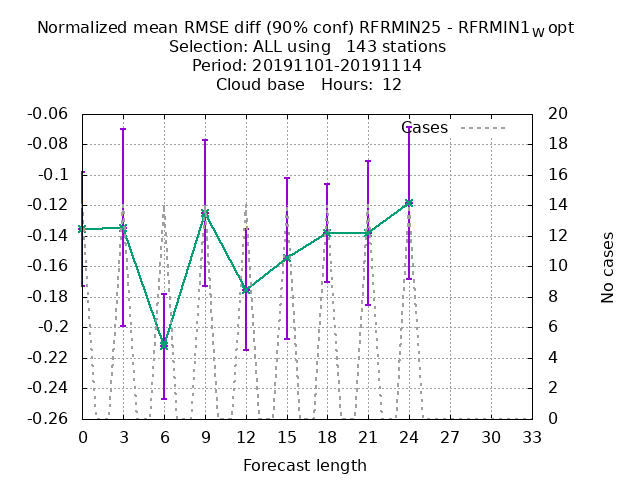 Normalized mean RMSE diff (90% conf) RFRMIN25 - RFRMIN1wopt
Selection: ALL using 143 stations
Period: 20191101-20191114
Cloud base Hours: 12
Cases
-0.06
-0.08
-0.1
-0.12
-0.14
-0.16
-0.18
-0.2
-0.22
-0.24
-0.26
20
18
16
14
12
10
8
6
4
2
0
No cases
0 3 6 9 12 15 18 21 24 27 30 33
Forecast length